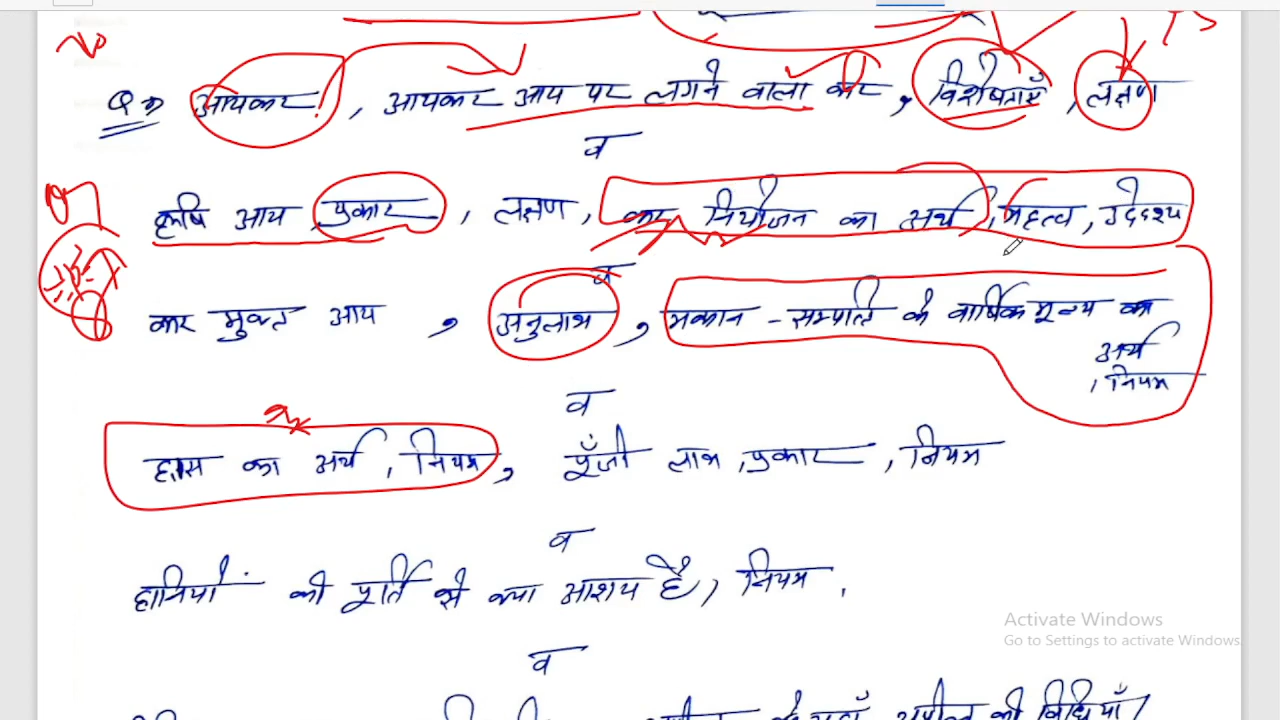 Q⇒ आयकर, आयकर आय पर लगने वाला कर, विशेषताएँ, लक्षण
व
कृषि आय, प्रकार, लक्षण, कर नियोजन का अर्थ, महत्व, उद्देश्य
व
कर मुक्त आय, अनुलाभ, मकान-सम्पत्ति के वार्षिक मूल्य का
अर्थ
, नियम
व
ह्रास का अर्थ, नियम, पूँजी लाभ, प्रकार, नियम
व
हानियों की पूर्ति से क्या आशय है, नियम.
Activate Windows
Go to Settings to activate Windows.
व
की विधियाँ